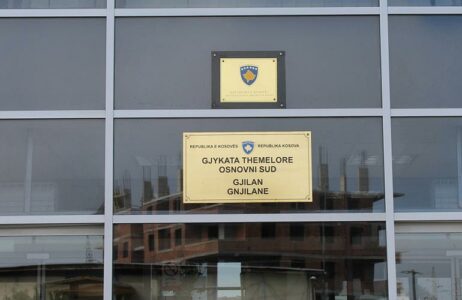 REPUBLIKA E KOSOVËS REPUBLIKA KOSOVA
GJYKATA THEMELORE
OSNOVNI SUD
GJILAN
GNJILANE